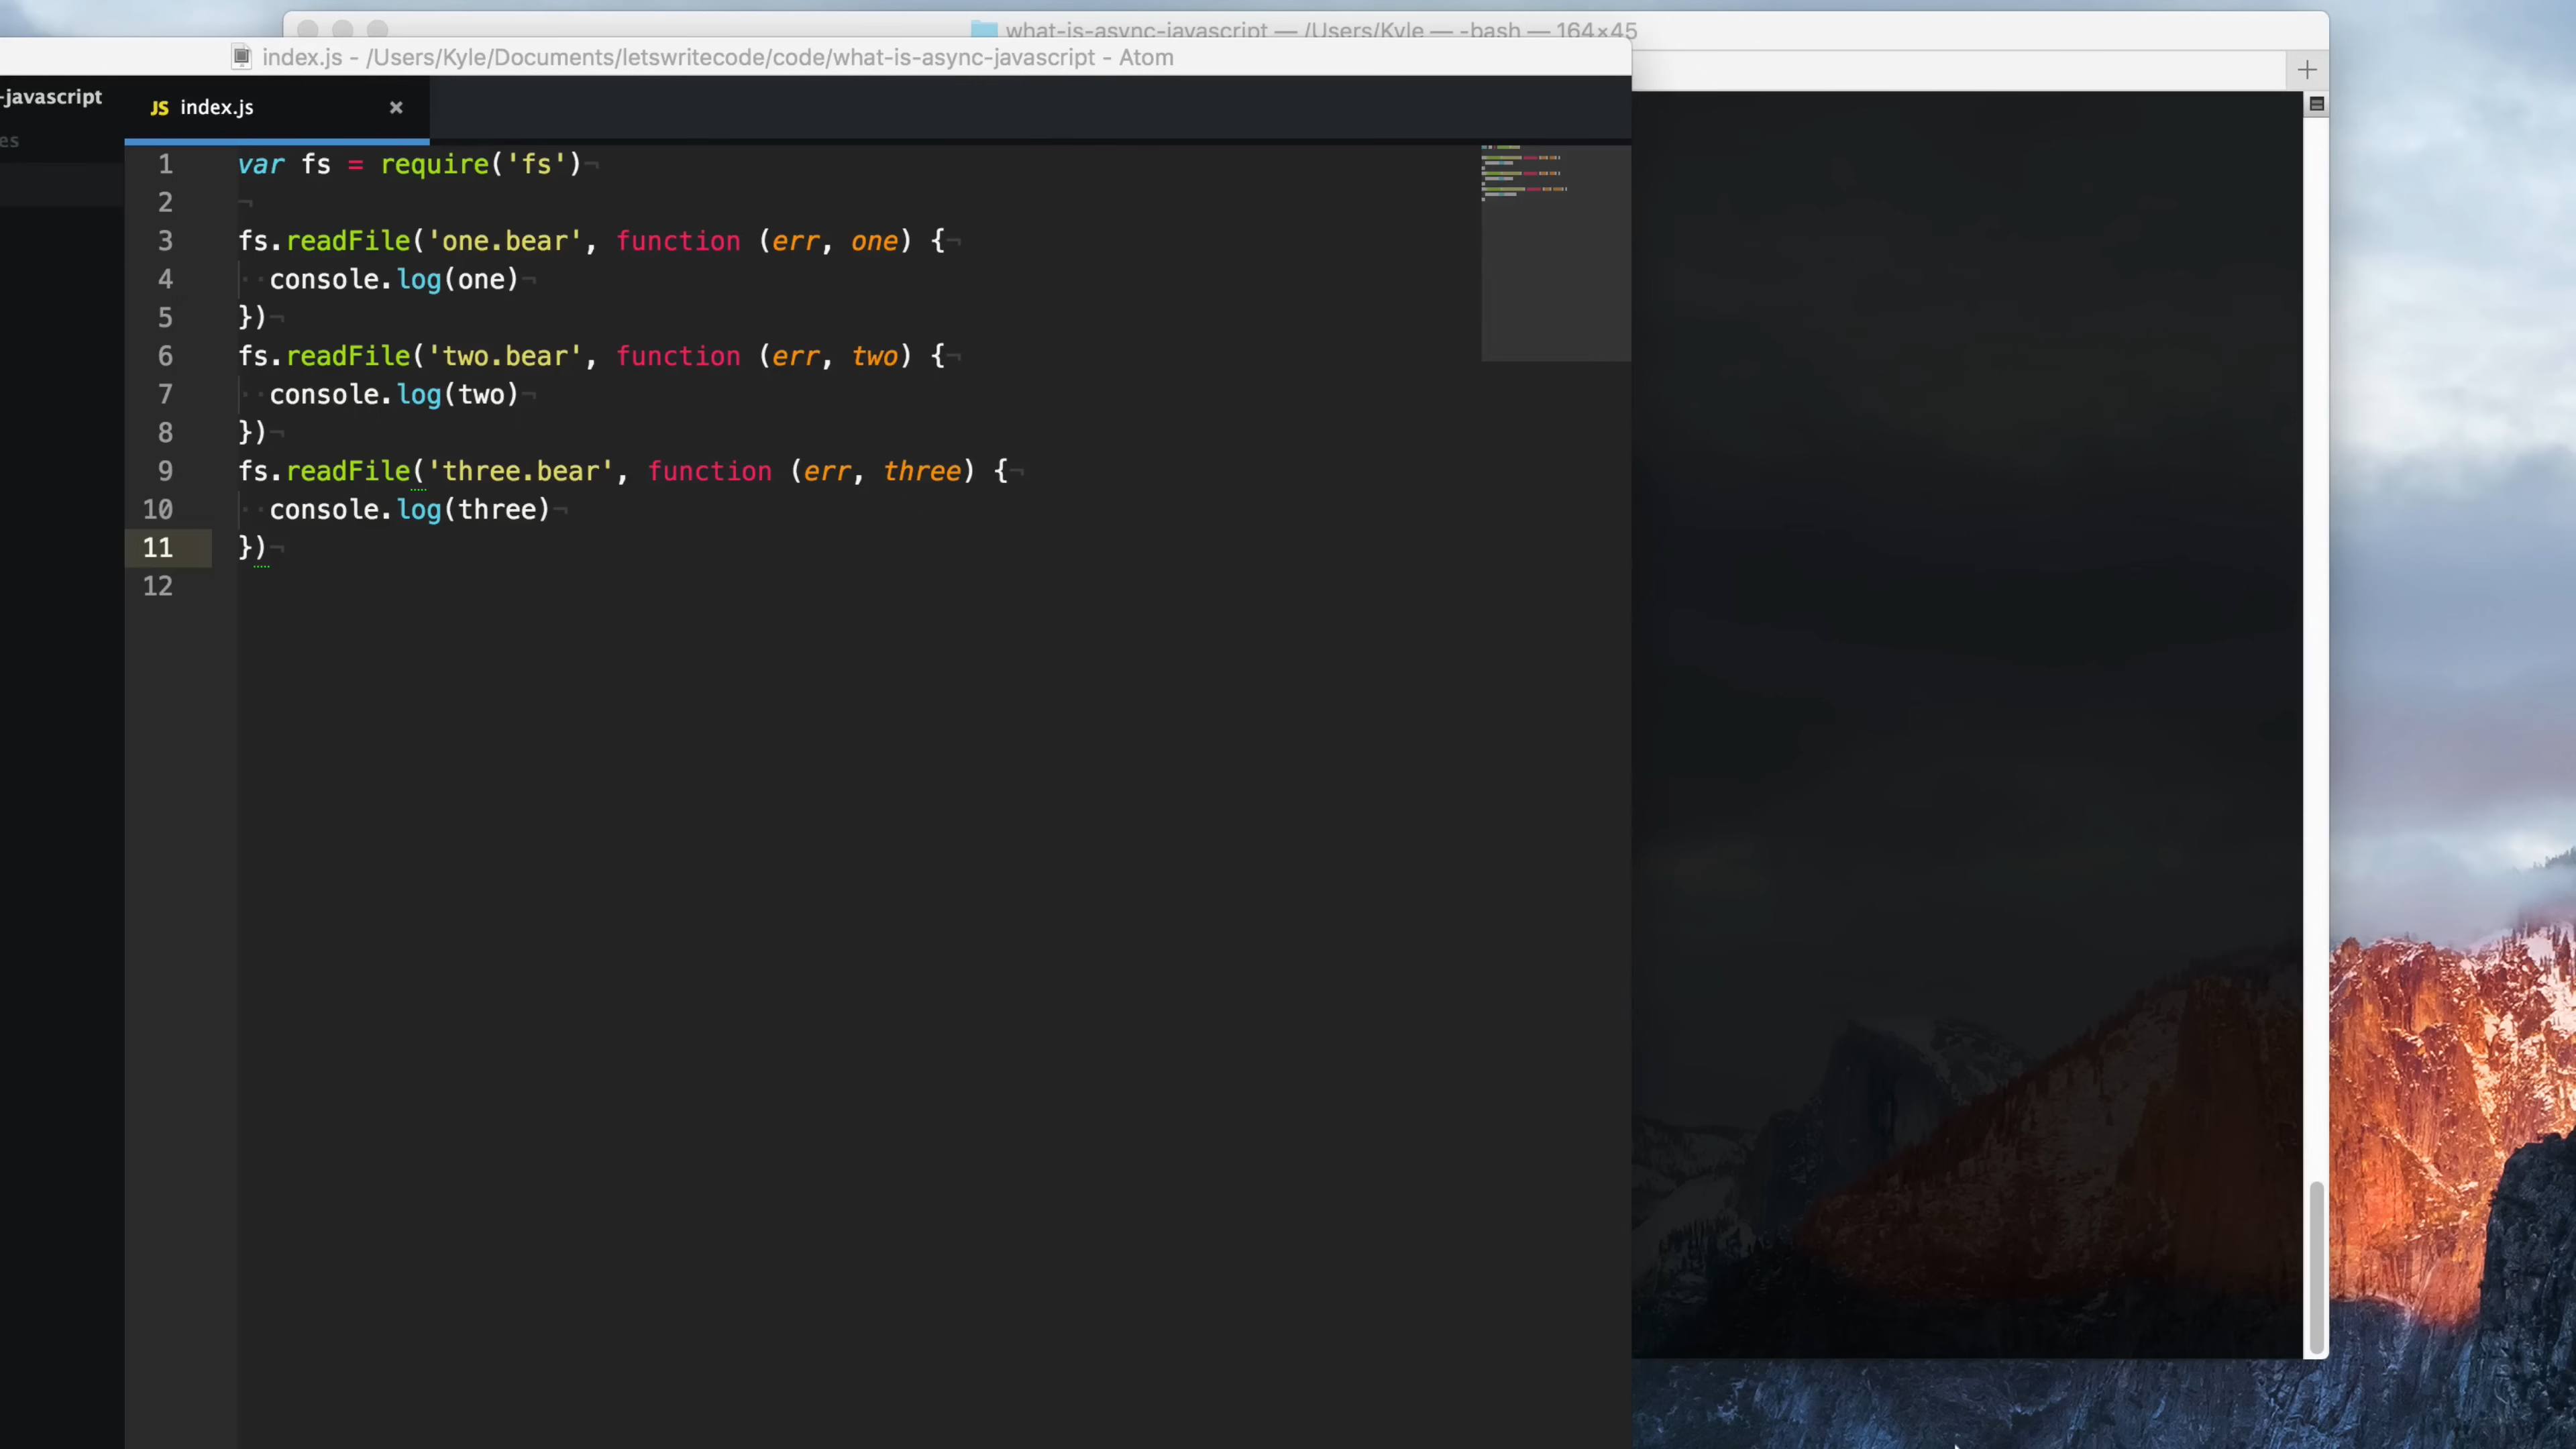 what-is-async-javascript — /Users/Kyle — -bash — 164×45
index.js - /Users/Kyle/Documents/letswritecode/code/what-is-async-javascript - Atom
-javascript
es
JS index.js ×
1 var fs = require('fs')¬
2 ¬
3 fs.readFile('one.bear', function (err, one) {¬
4 ··console.log(one)¬
5 })¬
6 fs.readFile('two.bear', function (err, two) {¬
7 ··console.log(two)¬
8 })¬
9 fs.readFile('three.bear', function (err, three) {¬
10 ··console.log(three)¬
11 })¬
12